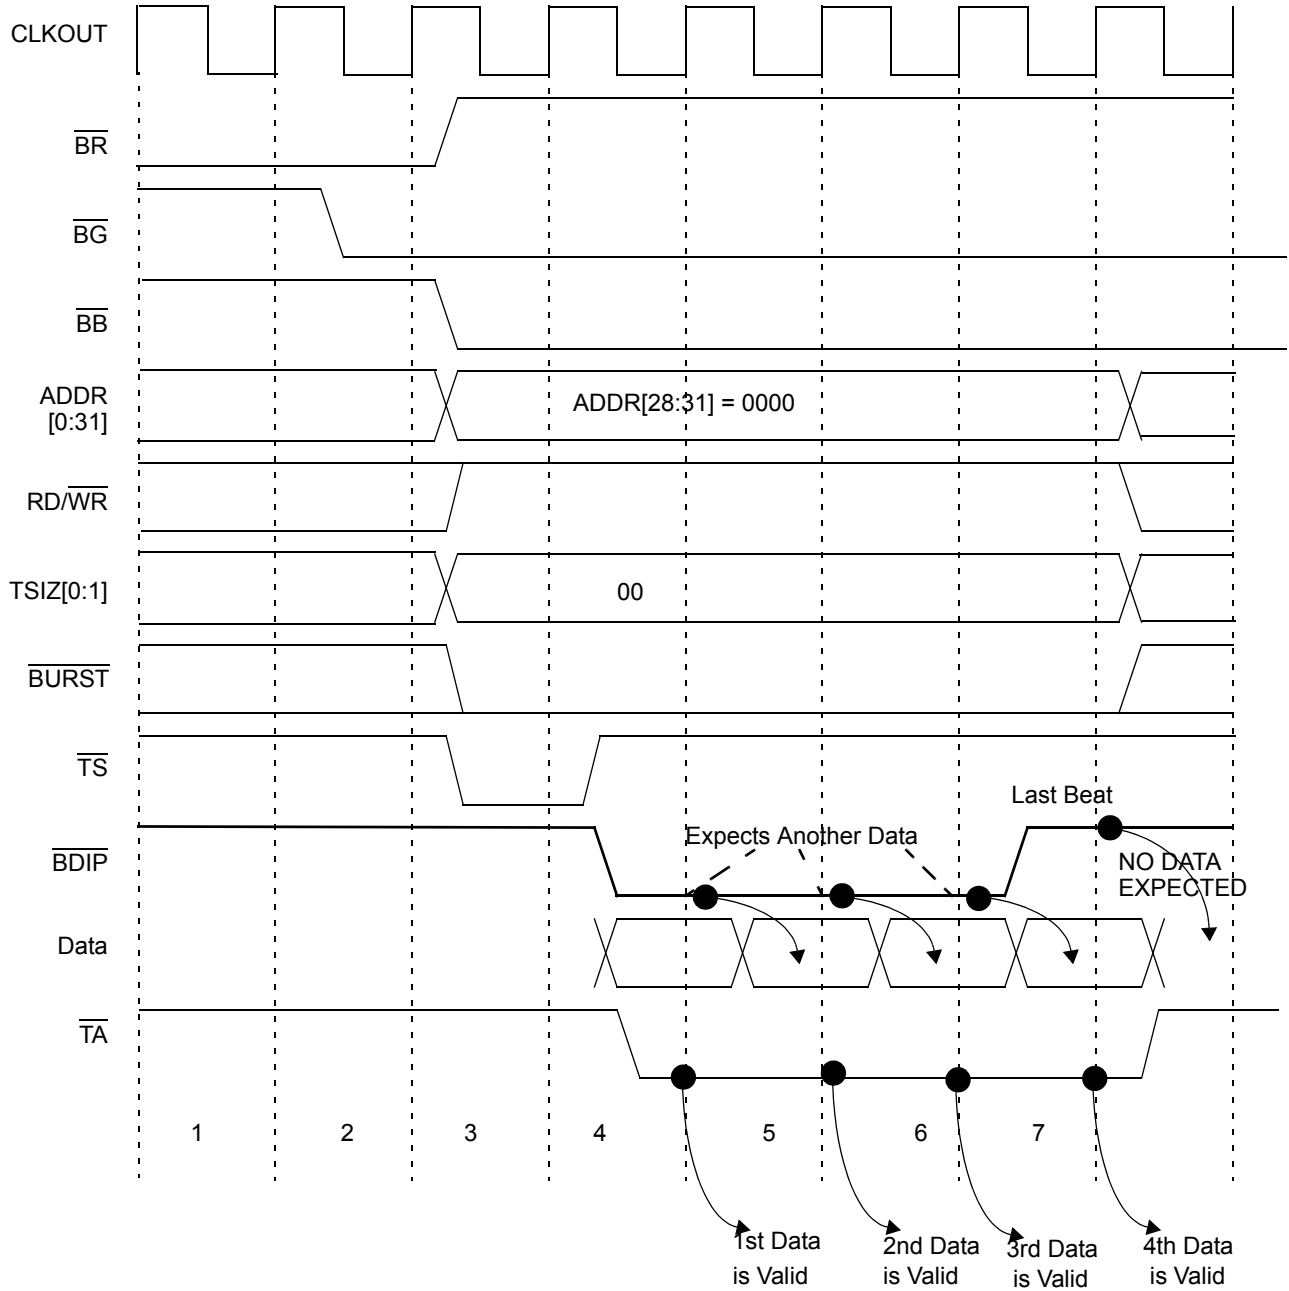 CLKOUT
BR
BG
BB
ADDR
[0:31]
ADDR[28:31] = 0000
RD/WR
TSIZ[0:1]
00
BURST
TS
Last Beat
BDIP
Expects Another Data
NO DATA
EXPECTED
Data
TA
1
2
3
4
5
6
7
1st Data
is Valid
2nd Data
is Valid
3rd Data
is Valid
4th Data
is Valid